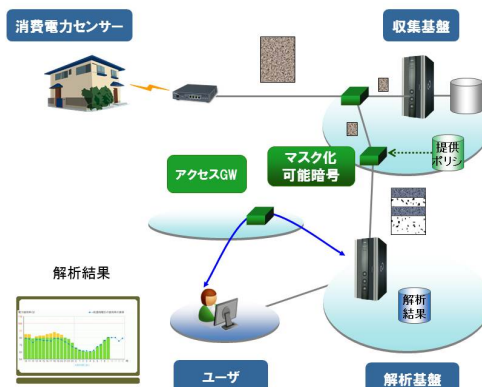 消費電力センサー
収集基盤
提供
ポリシ
マスク化
可能暗号
アクセスGW
解析結果
解析
結果
ユーザ
解析基盤